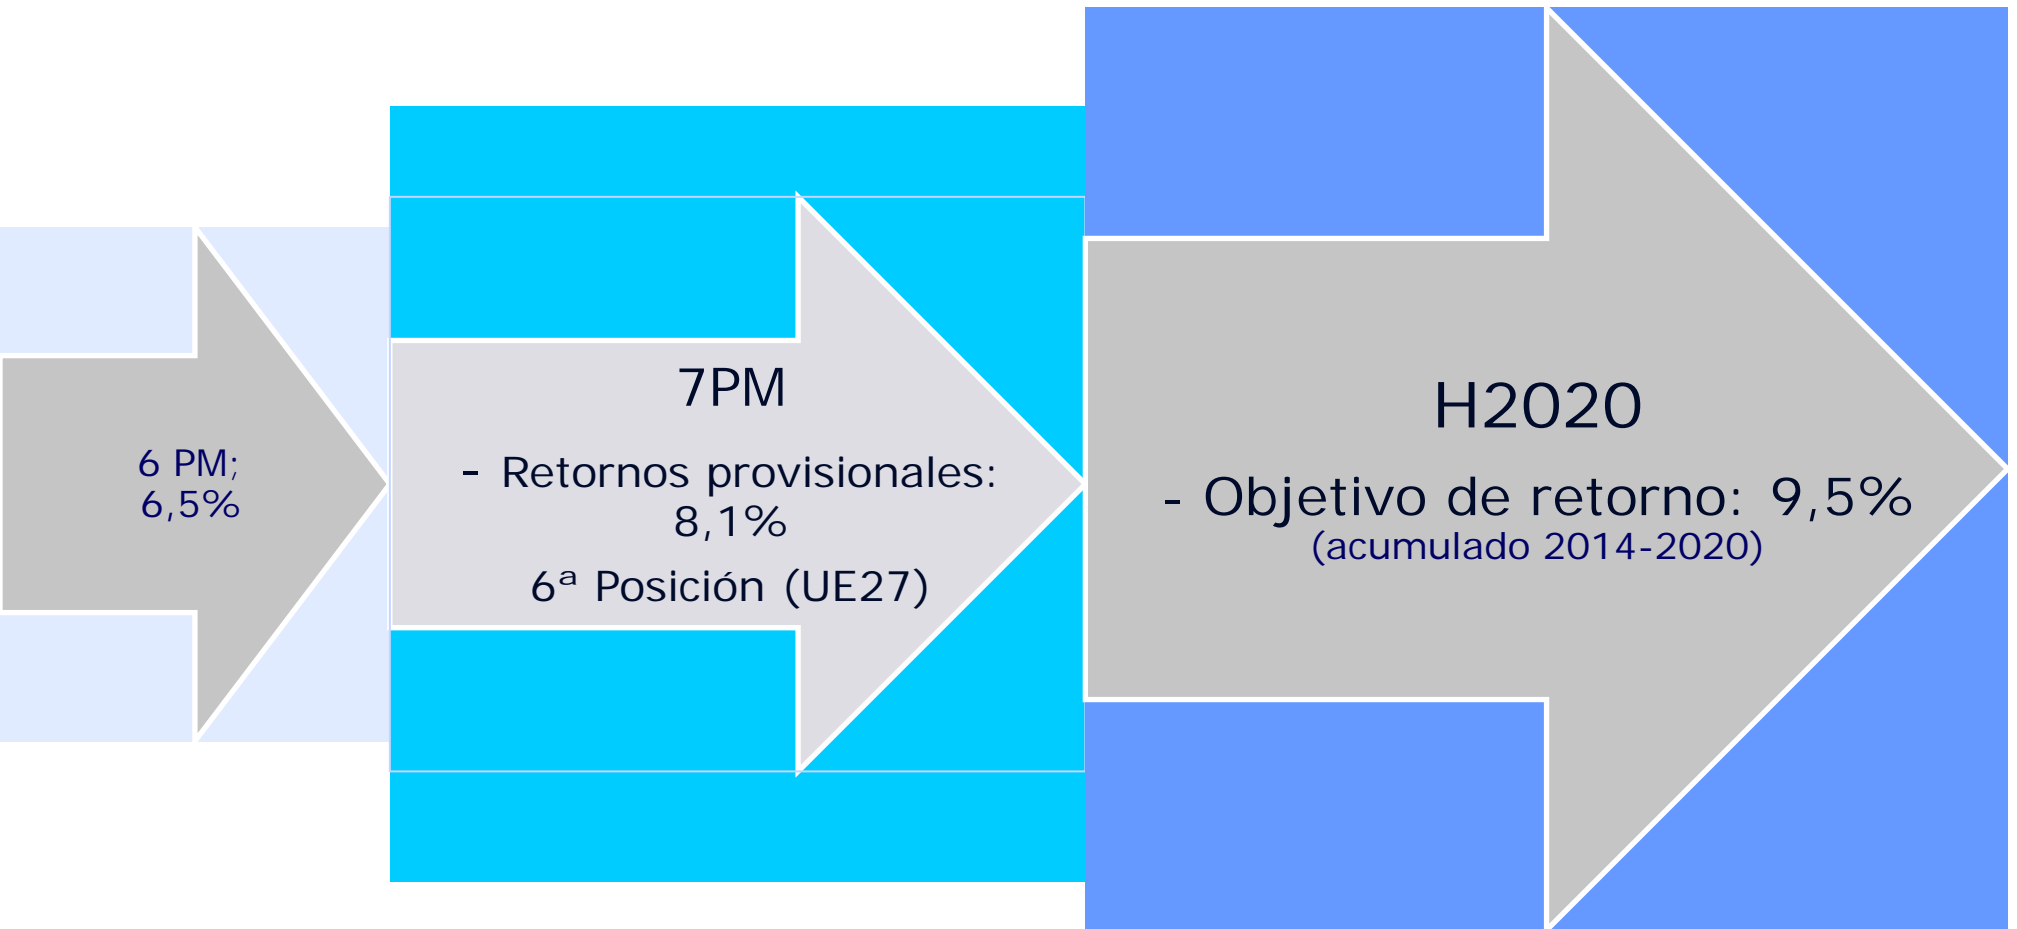 6 PM;
6,5%
7PM
- Retornos provisionales:
8,1%
6ª Posición (UE27)
H2020
- Objetivo de retorno: 9,5%
(acumulado 2014-2020)